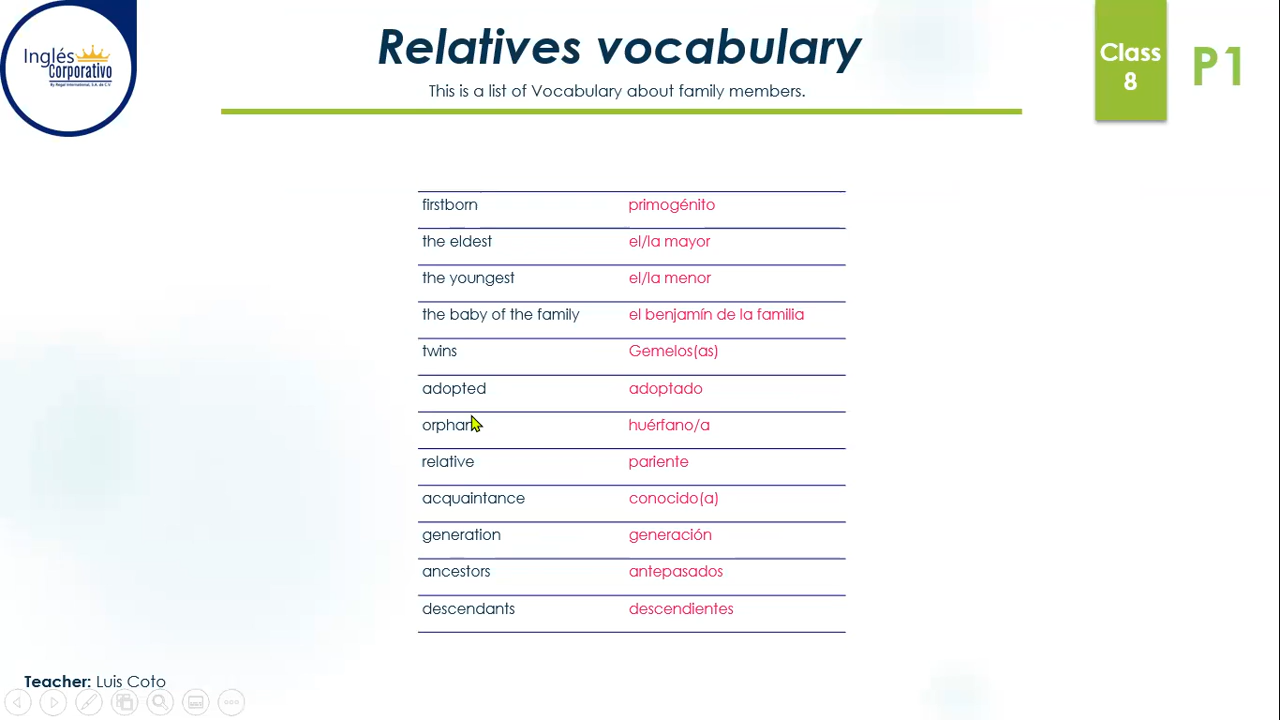 Inglés
Corporativo
Relatives vocabulary
This is a list of Vocabulary about family members.
Class
8
P1
firstborn primogénito
the eldest el/la mayor
the youngest el/la menor
the baby of the family el benjamín de la familia
twins Gemelos(as)
adopted adoptado
orphan huérfano/a
relative pariente
acquaintance conocido(a)
generation generación
ancestors antepasados
descendants descendientes
Teacher: Luis Coto